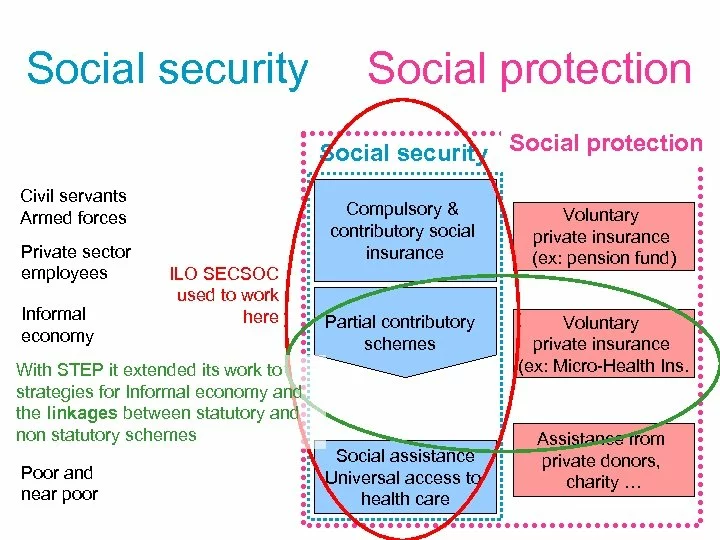 Social security
Social protection
Social security
Social protection
Civil servants
Armed forces
Private sector
employees
Informal
economy
ILO SECSOC
used to work
here
With STEP it extended its work to
strategies for Informal economy and
the linkages between statutory and
non statutory schemes
Poor and
near poor
Compulsory &
contributory social
insurance
Partial contributory
schemes
Social assistance
Universal access to
health care
Voluntary
private insurance
(ex: pension fund)
Voluntary
private insurance
(ex: Micro-Health Ins.
Assistance from
private donors,
charity …